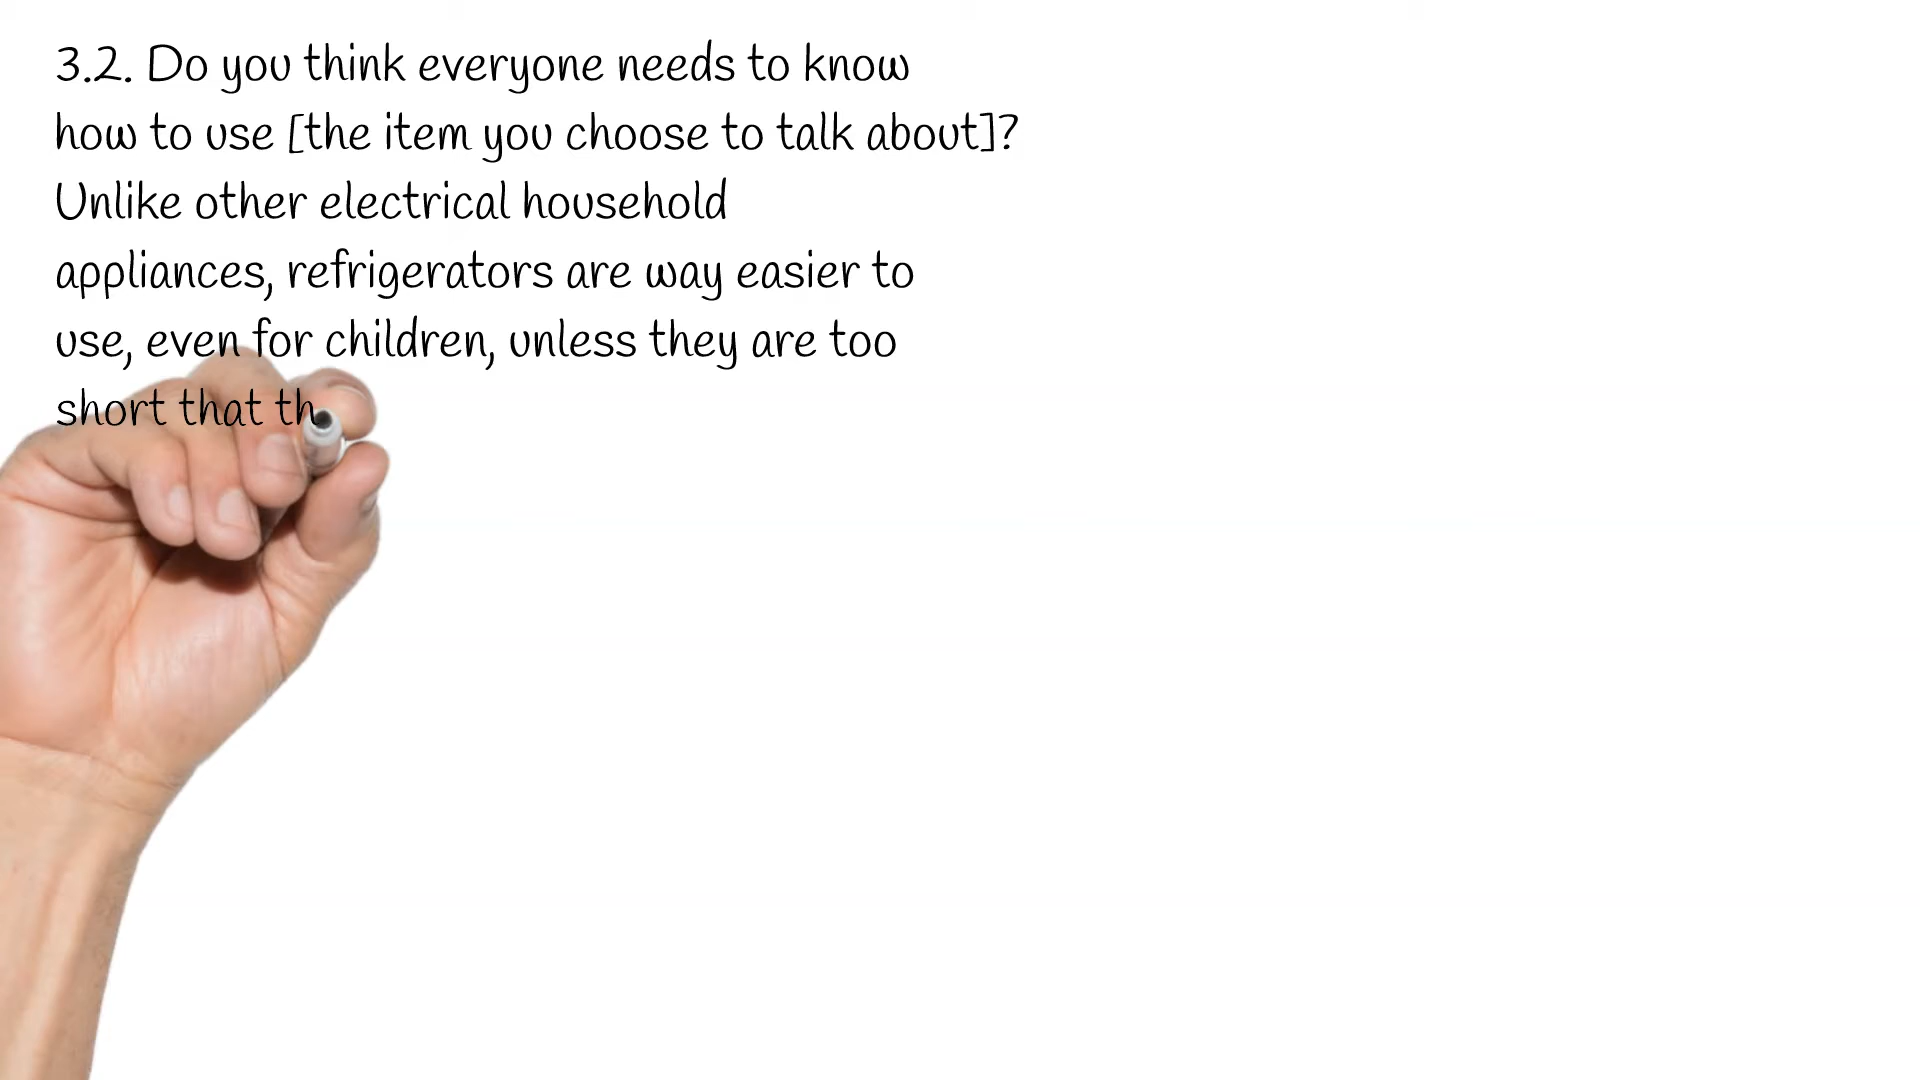 3.2. Do you think everyone needs to know
how to use [the item you choose to talk about]?
Unlike other electrical household
appliances, refrigerators are way easier to
use, even for children, unless they are too
short that th